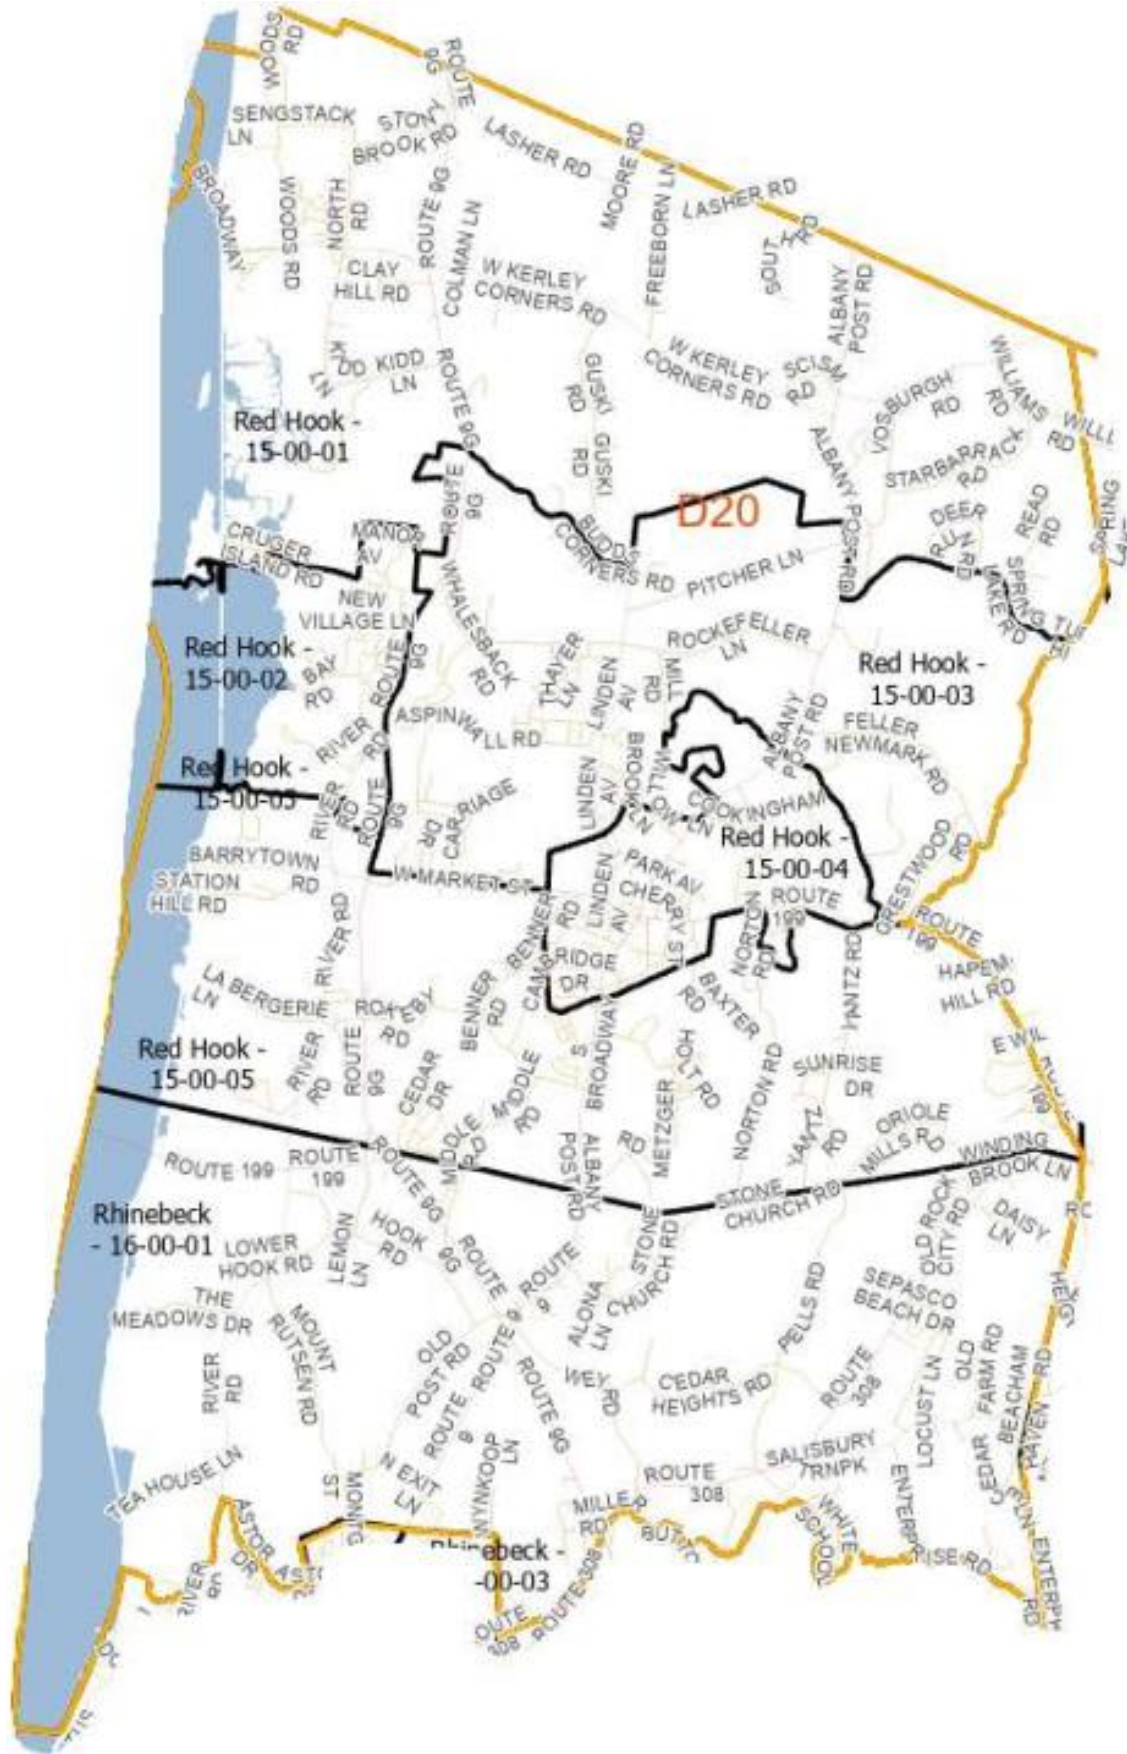 WOODS
RD
ROUTE
9G
SENGSTACK
LN
STONY
BROOK RD
LASHER RD
MOORE RD
FREEBORN LN
LASHER RD
BROADWAY
WOODS RD
NORTH
RD
ROUTE 9G
COLMAN LN
CLAY
HILL RD
W KERLEY
CORNERS RD
SOUTH
RD
ALBANY
POST RD
KIDD
LN
W KERLEY
CORNERS RD
SCISM
RD
WILLIAMS
RD
GUSKI
RD
VOSBURGH
RD
ROUTE 9G
Red Hook -
15-00-01
GUSKI
RD
ALBANY POST RD
STARBARRACK
RD
READ
RD
SPRING
ROUTE
9G
D20
DEER
RUN RD
CRUGER
ISLAND RD
MANOR
AV
BUDDS
CORNERS RD
PITCHER LN
SPRING
LAKE RD
NEW
VILLAGE LN
WHALESBACK
RD
ROCKEFELLER
LN
Red Hook -
15-00-02
BAY
RD
ROUTE
9G
THAYER
LN
LINDEN
AV
MILL
RD
Red Hook -
15-00-03
RIVER
RD
ASPINWALL RD
ALBANY
POST RD
FELLER
NEWMARK RD
Red Hook -
15-00-05
RIVER
RD
ROUTE
9G
CARRIAGE
DR
LINDEN
AV
BROOK
LN
WILLOW LN
COOKINGHAM
Red Hook -
15-00-04
CRESTWOOD
RD
BARRYTOWN
RD
STATION
HILL RD
W MARKET ST
PARK AV
CHERRY ST
ROUTE
199
LINDEN
AV
BENNER
RD
NORTON
RD
ROUTE
199
RIVER RD
CAMBRIDGE
DR
YANTZ RD
HILL RD
LA BERGERIE
LN
ROKEBY
RD
BENNER
RD
BAXTER
RD
Red Hook -
15-00-05
RIVER
RD
ROUTE
9G
CEDAR
DR
MIDDLE
RD
S
BROADWAY
HOLT RD
METZGER
RD
NORTON RD
SUNRISE
DR
199
ORIOLE
MILLS RD
YANTZ
RD
ROUTE 199
ROUTE
199
ROUTE 9G
MIDDLE
RD
ALBANY
POST RD
STONE
CHURCH RD
WINDING
BROOK LN
Rhinebeck
- 16-00-01
LOWER
HOOK RD
LEMON
LN
HOOK
RD
STONE
CHURCH RD
OLD ROCK
CITY RD
DAISY
LN
ROUTE
9G
ROUTE
9
THE
MEADOWS DR
MOUNT
RUTSEN RD
ALONA
LN
PELLS RD
SEPASCO
BEACH DR
RIVER
RD
OLD
POST RD
ROUTE 9
ROUTE 9G
WEY
RD
CEDAR
HEIGHTS RD
ROUTE
308
LOCUST LN
OLD
FARM RD
BEACHAM
ROUTE
9
TEA HOUSE LN
N EXIT
LN
WYNKOOP
LN
ROUTE
308
SALISBURY
TRNPK
CEDAR
HAVEN RD
ST
MILLER
RD
WHITE
SCHOOL
ENTERPRISE RD
ASTOR
DR
RIVER
Rhinebeck -
-00-03
ROUTE 308
RD
308